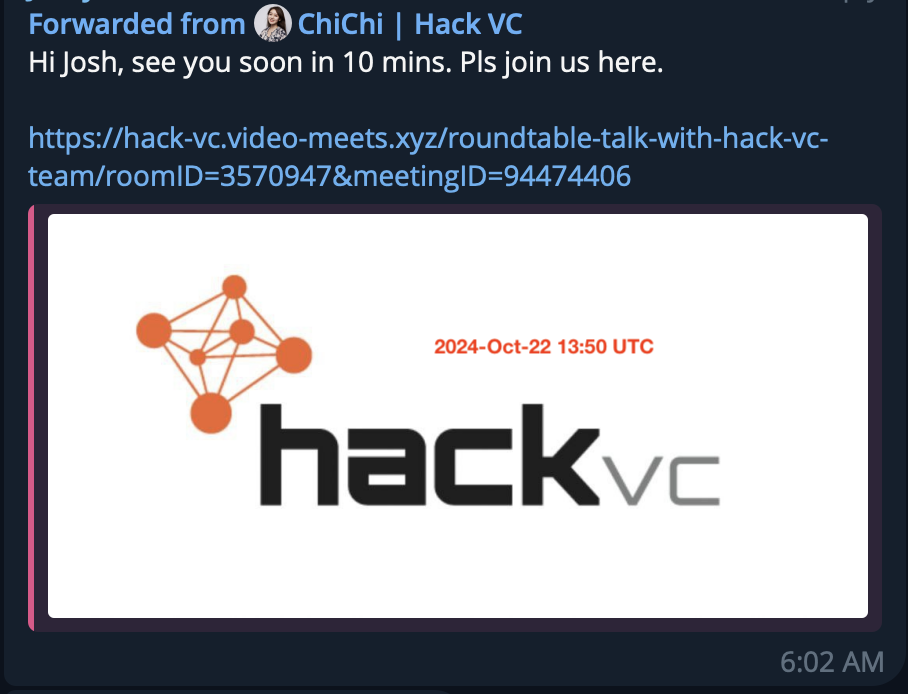 Forwarded from ChiChi | Hack VC
Hi Josh, see you soon in 10 mins. Pls join us here.
https://hack-vc.video-meets.xyz/roundtable-talk-with-hack-vc-
team/roomID=3570947&meetingID=94474406
2024-Oct-22 13:50 UTC
hack vc
6:02 AM